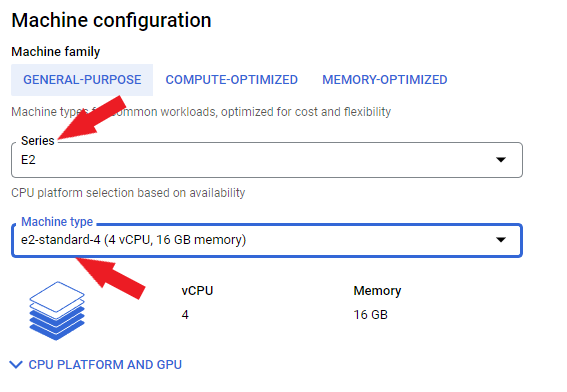 Machine configuration
Machine family
GENERAL-PURPOSE COMPUTE-OPTIMIZED MEMORY-OPTIMIZED
Machine types common workloads, optimized for cost and flexibility
Series
E2
CPU platform selection based on availability
Machine type
e2-standard-4 (4 vCPU, 16 GB memory)
vCPU Memory
4 16 GB
CPU PLATFORM AND GPU